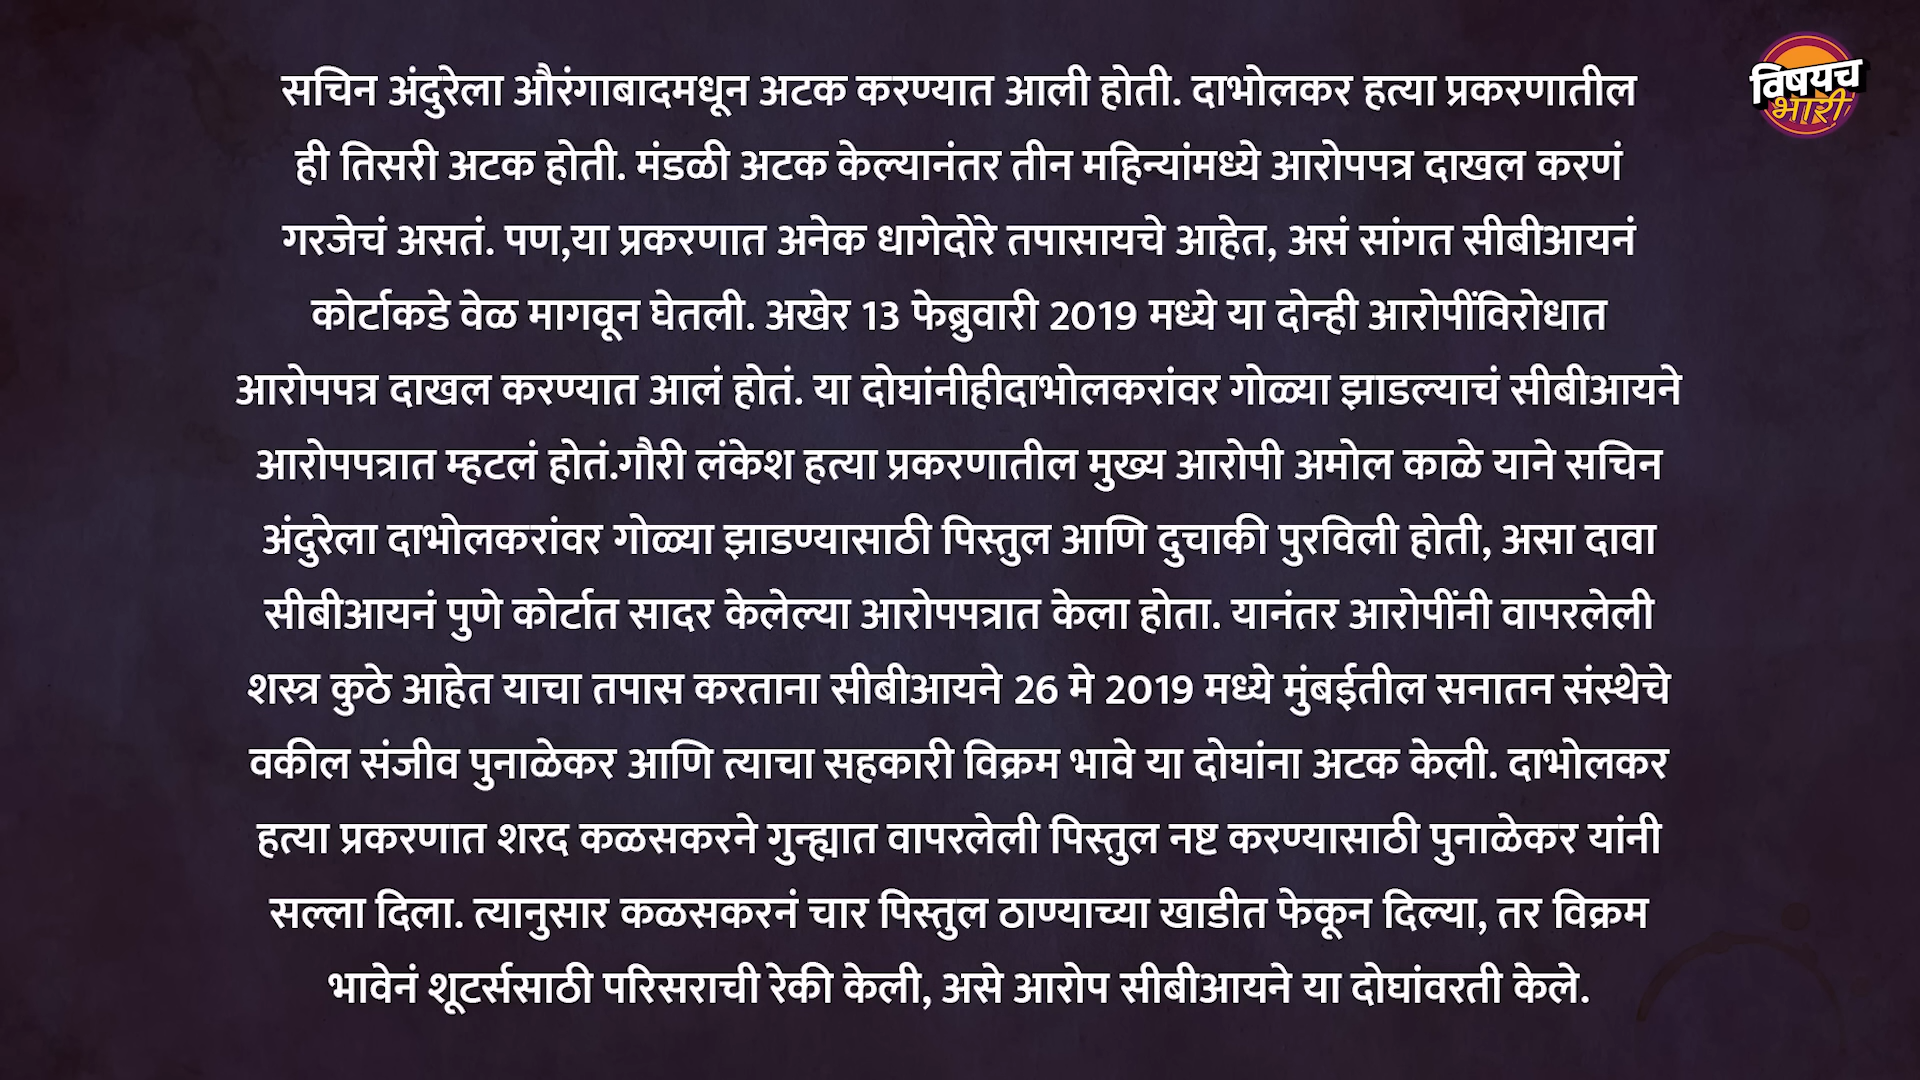 सचिन अंदुरेला औरंगाबादमधून अटक करण्यात आली होती. दाभोलकर हत्या प्रकरणातील
ही तिसरी अटक होती. मंडळी अटक केल्यानंतर तीन महिन्यांमध्ये आरोपपत्र दाखल करणं
गरजेचं असतं. पण,या प्रकरणात अनेक धागेदोरे तपासायचे आहेत, असं सांगत सीबीआयनं
कोर्टाकडे वेळ मागवून घेतली. अखेर 13 फेब्रुवारी 2019 मध्ये या दोन्ही आरोपींविरोधात
आरोपपत्र दाखल करण्यात आलं होतं. या दोघांनीहीदाभोलकरांवर गोळ्या झाडल्याचं सीबीआयने
आरोपपत्रात म्हटलं होतं.गौरी लंकेश हत्या प्रकरणातील मुख्य आरोपी अमोल काळे याने सचिन
अंदुरेला दाभोलकरांवर गोळ्या झाडण्यासाठी पिस्तुल आणि दुचाकी पुरविली होती, असा दावा
सीबीआयनं पुणे कोर्टात सादर केलेल्या आरोपपत्रात केला होता. यानंतर आरोपींनी वापरलेली
शस्त्र कुठे आहेत याचा तपास करताना सीबीआयने 26 मे 2019 मध्ये मुंबईतील सनातन संस्थेचे
वकील संजीव पुनाळेकर आणि त्याचा सहकारी विक्रम भावे या दोघांना अटक केली. दाभोलकर
हत्या प्रकरणात शरद कळसकरने गुन्ह्यात वापरलेली पिस्तुल नष्ट करण्यासाठी पुनाळेकर यांनी
सल्ला दिला. त्यानुसार कळसकरनं चार पिस्तुल ठाण्याच्या खाडीत फेकून दिल्या, तर विक्रम
भावेनं शूटर्ससाठी परिसराची रेकी केली, असे आरोप सीबीआयने या दोघांवरती केले.
विषयच
भारी